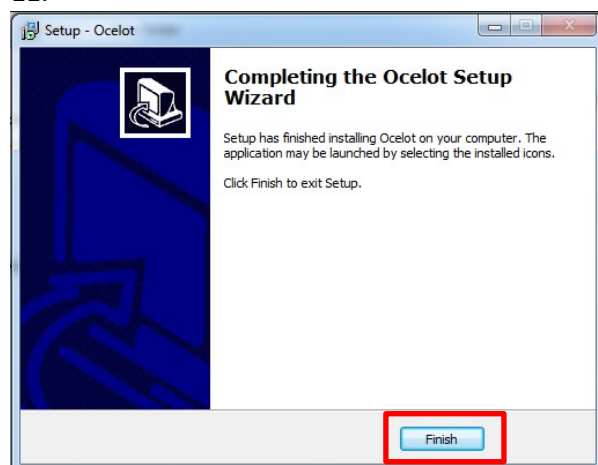 Setup - Ocelot
Completing the Ocelot Setup
Wizard
Setup has finished installing Ocelot on your computer. The
application may be launched by selecting the installed icons.
Click Finish to exit Setup.
Finish